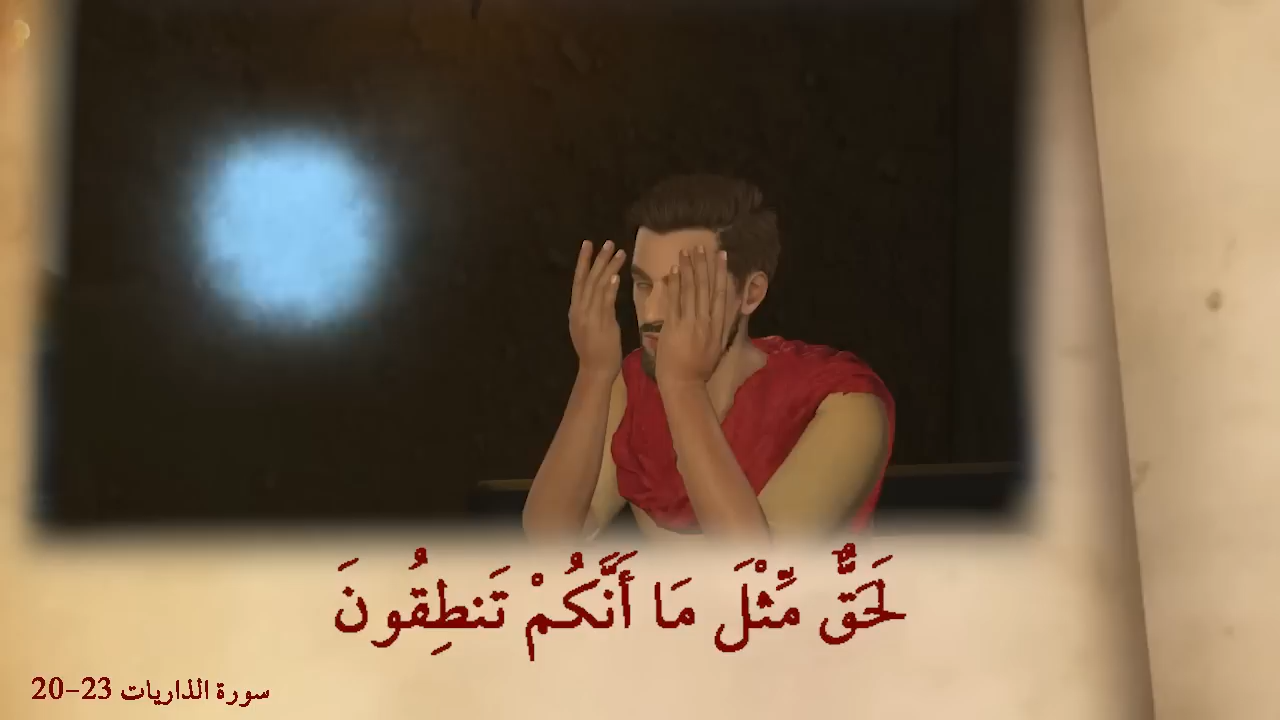 لَحَقٌّ مِّثْلَ مَا أَنَّكُمْ تَنطِقُونَ
سورة الذاريات 23-20